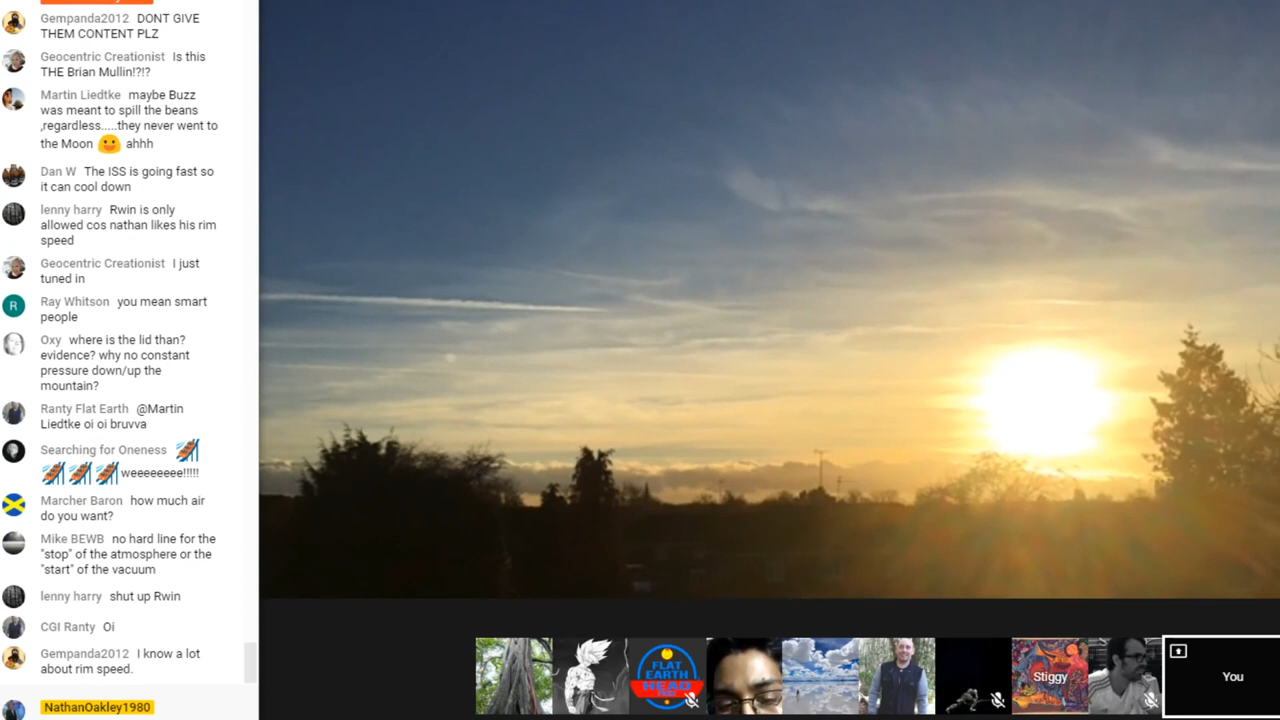 Gempanda2012 DONT GIVE
THEM CONTENT PLZ
Geocentric Creationist Is this
THE Brian Mullin!?!?
Martin Liedtke maybe Buzz
was meant to spill the beans
,regardless.....they never went to
the Moon ahhh
Dan W The ISS is going fast so
it can cool down
lenny harry Rwin is only
allowed cos nathan likes his rim
speed
Geocentric Creationist I just
tuned in
R
Ray Whitson you mean smart
people
Oxy where is the lid than?
evidence? why no constant
pressure down/up the
mountain?
Ranty Flat Earth @Martin
Liedtke oi oi bruvva
Searching for Oneness
weeeeeeee!!!!!
Marcher Baron how much air
do you want?
Mike BEWB no hard line for the
"stop" of the atmosphere or the
"start" of the vacuum
lenny harry shut up Rwin
CGI Ranty Oi
Gempanda2012 I know a lot
about rim speed.
NathanOakley1980
FLAT
EARTH
HEAD
Stiggy
You